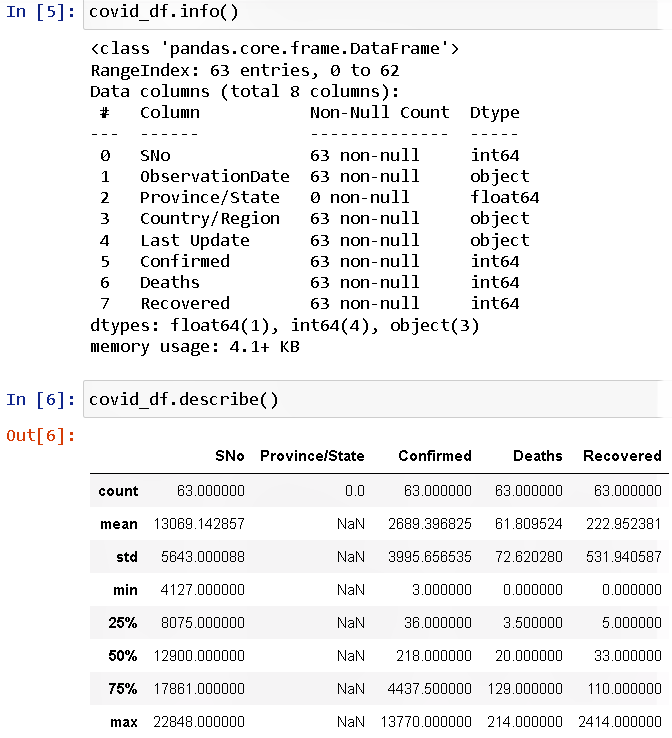 In [5]: covid_df.info()
<class 'pandas.core.frame.DataFrame'>
RangeIndex: 63 entries, 0 to 62
Data columns (total 8 columns):
# Column Non-Null Count Dtype
--- ------ -------------- -----
0 SNo 63 non-null int64
1 ObservationDate 63 non-null object
2 Province/State 0 non-null float64
3 Country/Region 63 non-null object
4 Last Update 63 non-null object
5 Confirmed 63 non-null int64
6 Deaths 63 non-null int64
7 Recovered 63 non-null int64
dtypes: float64(1), int64(4), object(3)
memory usage: 4.1+ KB
In [6]: covid_df.describe()
Out[6]:
SNo Province/State Confirmed Deaths Recovered
count 63.000000 0.0 63.000000 63.000000 63.000000
mean 13069.142857 NaN 2689.396825 61.809524 222.952381
std 5643.000088 NaN 3995.656535 72.620280 531.940587
min 4127.000000 NaN 3.000000 0.000000 0.000000
25% 8075.000000 NaN 36.000000 3.500000 5.000000
50% 12900.000000 NaN 218.000000 20.000000 33.000000
75% 17861.000000 NaN 4437.500000 129.000000 110.000000
max 22848.000000 NaN 13770.000000 214.000000 2414.000000